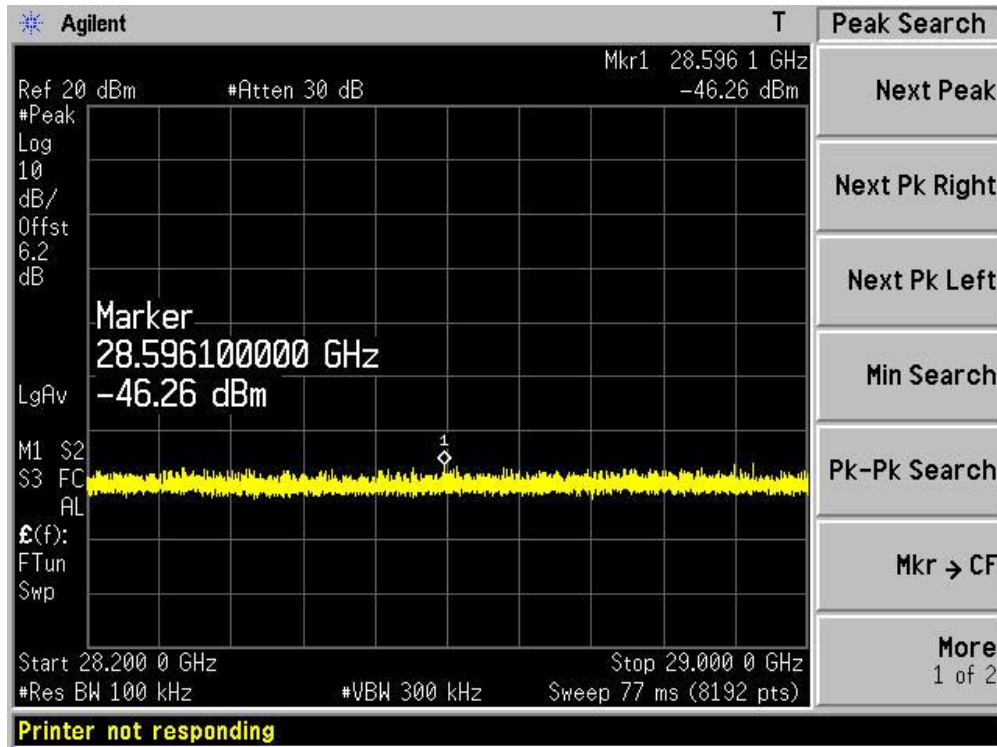 Agilent T Peak Search
Mkr1 28.596 1 GHz
Ref 20 dBm #Atten 30 dB -46.26 dBm
#Peak
Log
10
dB/
Offst
6.2
dB
Marker
28.596100000 GHz
-46.26 dBm
LgAv
1
M1 S2
S3 FC
AL
£(f):
FTun
Swp
Start 28.200 0 GHz Stop 29.000 0 GHz
#Res BW 100 kHz #VBW 300 kHz Sweep 77 ms (8192 pts)
Printer not responding
Next Peak
Next Pk Right
Next Pk Left
Min Search
Pk-Pk Search
Mkr → CF
More
1 of 2